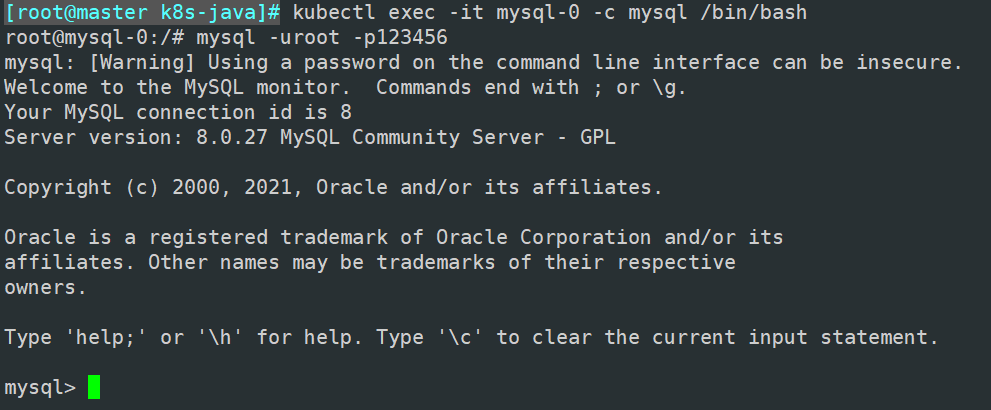 [root@master k8s-java]# kubectl exec -it mysql-0 -c mysql /bin/bash
root@mysql-0:/# mysql -uroot -p123456
mysql: [Warning] Using a password on the command line interface can be insecure.
Welcome to the MySQL monitor.  Commands end with ; or \g.
Your MySQL connection id is 8
Server version: 8.0.27 MySQL Community Server - GPL
Copyright (c) 2000, 2021, Oracle and/or its affiliates.
Oracle is a registered trademark of Oracle Corporation and/or its
affiliates. Other names may be trademarks of their respective
owners.
Type 'help;' or '\h' for help. Type '\c' to clear the current input statement.
mysql>